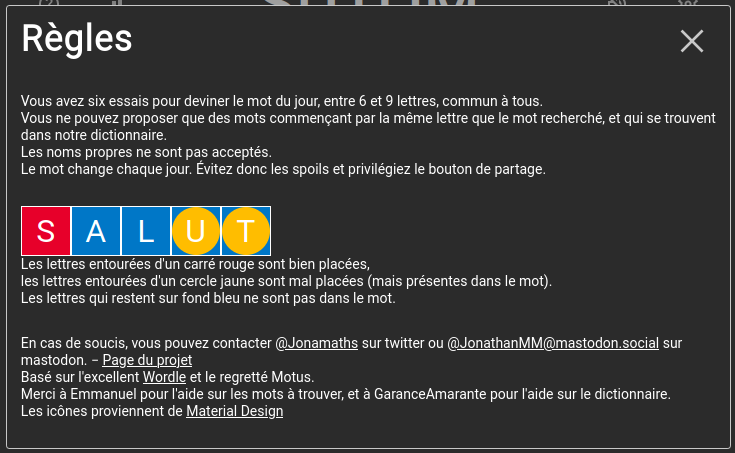 Règles
Vous avez six essais pour deviner le mot du jour, entre 6 et 9 lettres, commun à tous.
Vous ne pouvez proposer que des mots commençant par la même lettre que le mot recherché, et qui se trouvent
dans notre dictionnaire.
Les noms propres ne sont pas acceptés.
Le mot change chaque jour. Évitez donc les spoils et privilégiez le bouton de partage.
S A L U T
Les lettres entourées d'un carré rouge sont bien placées,
les lettres entourées d'un cercle jaune sont mal placées (mais présentes dans le mot).
Les lettres qui restent sur fond bleu ne sont pas dans le mot.
En cas de soucis, vous pouvez contacter @Jonamaths sur twitter ou @JonathanMM@mastodon.social sur
mastodon. – Page du projet
Basé sur l'excellent Wordle et le regretté Motus.
Merci à Emmanuel pour l'aide sur les mots à trouver, et à GaranceAmarante pour l'aide sur le dictionnaire.
Les icônes proviennent de Material Design